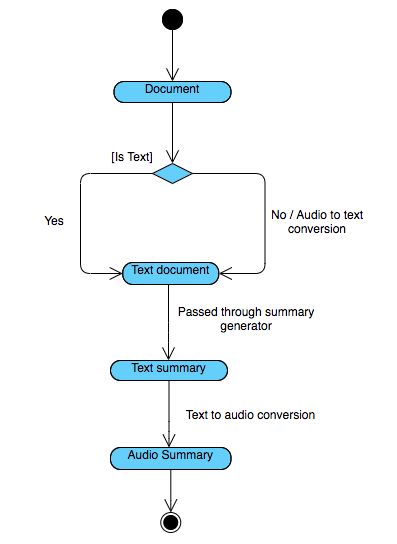 Document
[Is Text]
Yes
No / Audio to text
conversion
Text document
Passed through summary
generator
Text summary
Text to audio conversion
Audio Summary